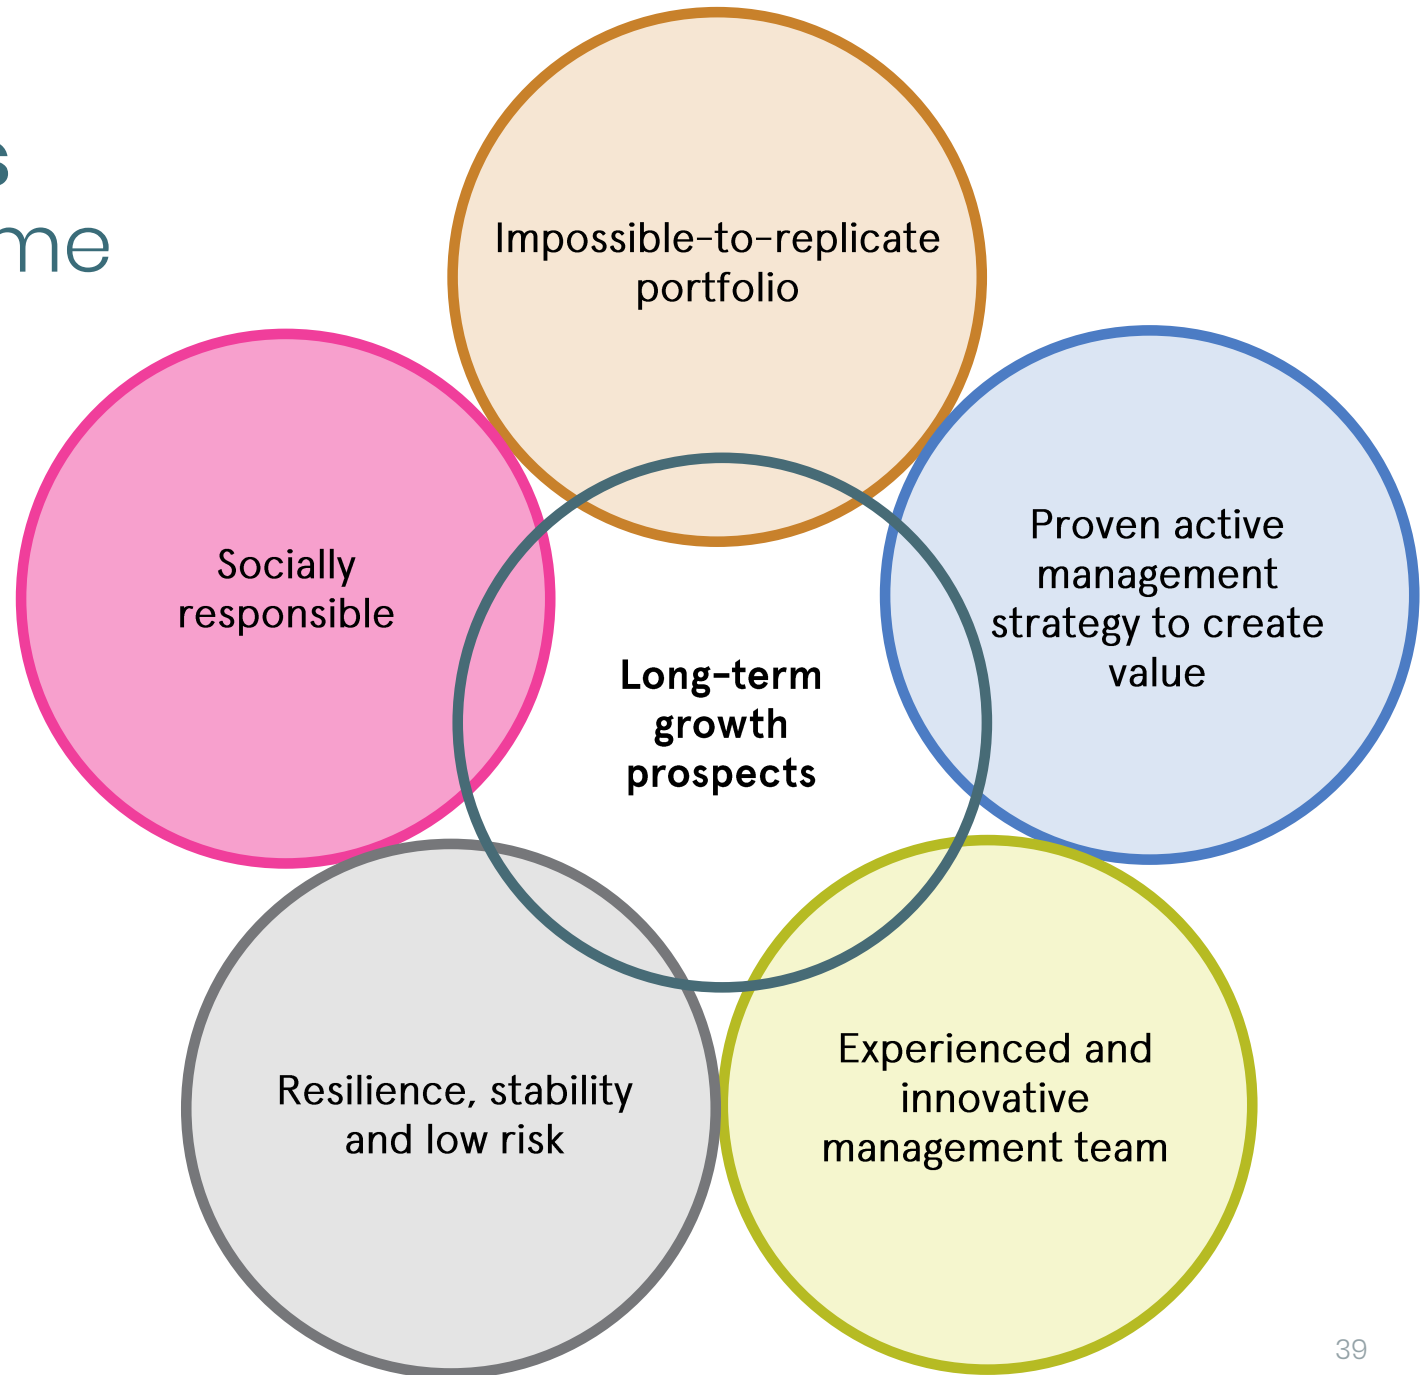 s
me
Impossible-to-replicate
portfolio
Socially
responsible
Proven active
management
strategy to create
value
Long-term
growth
prospects
Resilience, stability
and low risk
Experienced and
innovative
management team
39